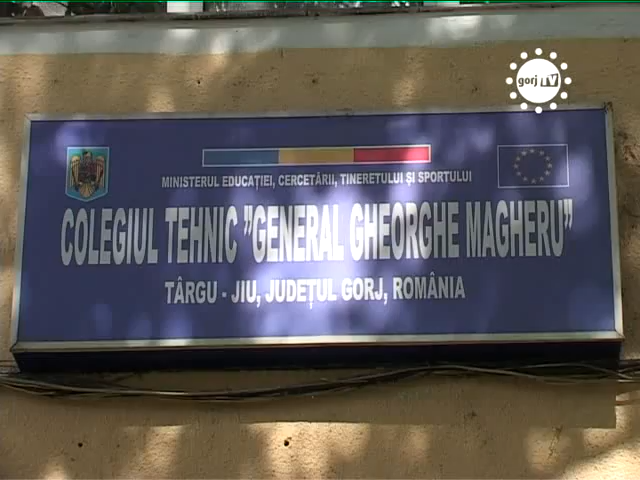 gorj TV
MINISTERUL EDUCAȚIEI, CERCETĂRII, TINERETULUI ȘI SPORTULUI
COLEGIUL TEHNIC "GENERAL GHEORGHE MAGHERU"
TÂRGU - JIU, JUDEȚUL GORJ, ROMÂNIA